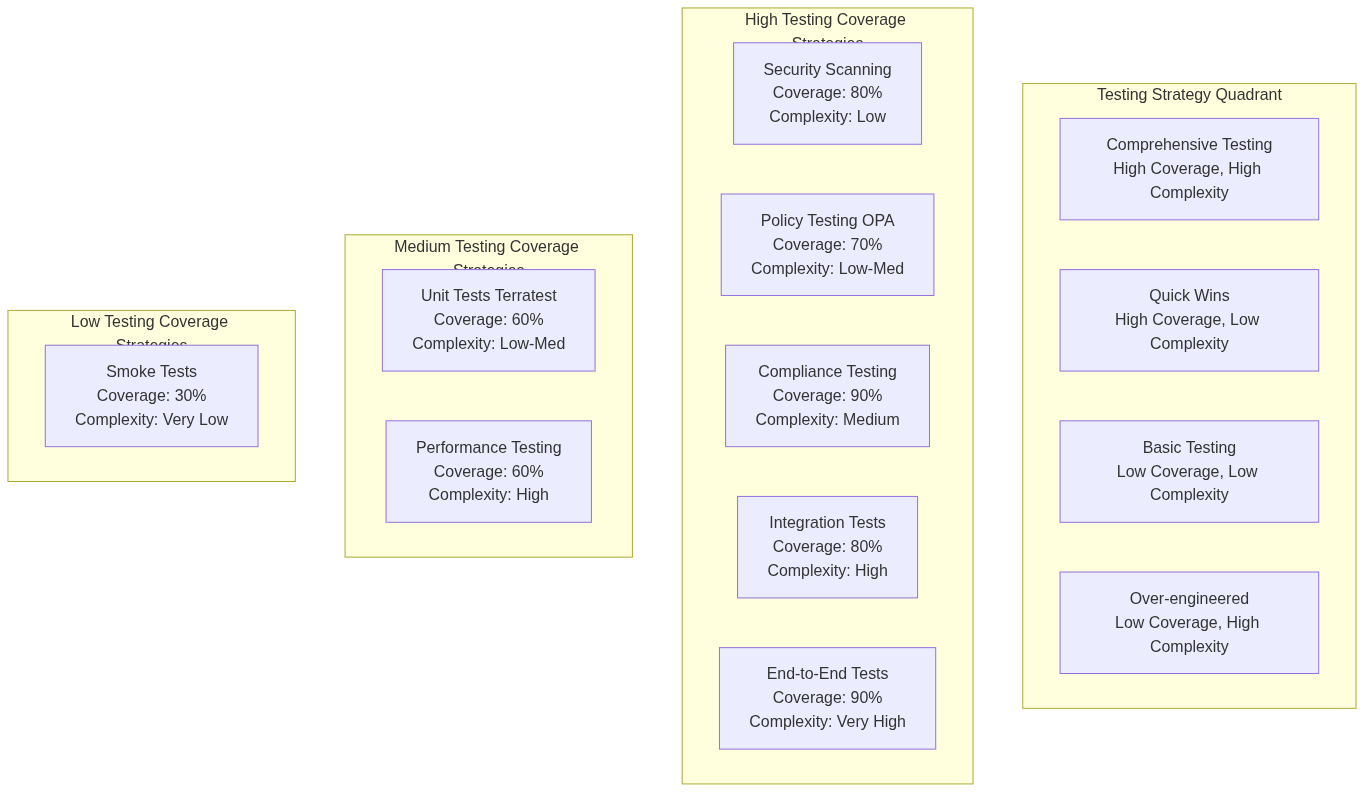 Low Testing Coverage
Strategies
Smoke Tests
Coverage: 30%
Complexity: Very Low
Medium Testing Coverage
Strategies
Unit Tests Terratest
Coverage: 60%
Complexity: Low-Med
Performance Testing
Coverage: 60%
Complexity: High
High Testing Coverage
Strategies
Security Scanning
Coverage: 80%
Complexity: Low
Policy Testing OPA
Coverage: 70%
Complexity: Low-Med
Compliance Testing
Coverage: 90%
Complexity: Medium
Integration Tests
Coverage: 80%
Complexity: High
End-to-End Tests
Coverage: 90%
Complexity: Very High
Testing Strategy Quadrant
Comprehensive Testing
High Coverage, High
Complexity
Quick Wins
High Coverage, Low
Complexity
Basic Testing
Low Coverage, Low
Complexity
Over-engineered
Low Coverage, High
Complexity